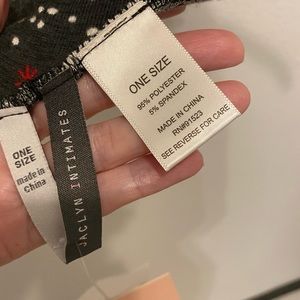 ONE SIZE
95% POLYESTER
5% SPANDEX
MADE IN CHINA
RN#91523
SEE REVERSE FOR CARE
JACLYN INTIMATES
ONE
SIZE
made in
China